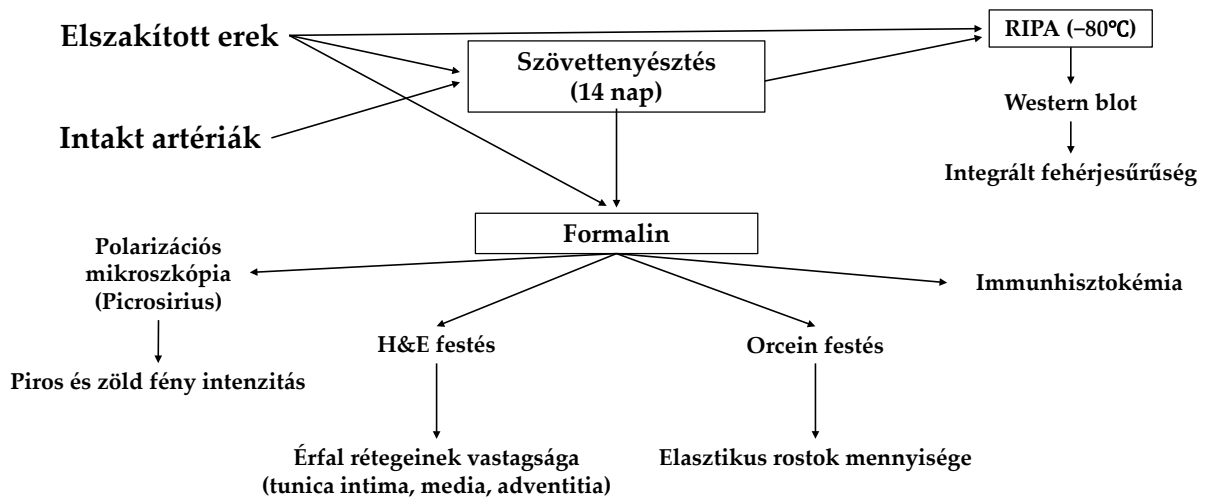 Elszakított erek
RIPA (−80℃)
Szövettenyésztés
(14 nap)
Western blot
Intakt artériák
Integrált fehérjesűrűség
Formalin
Polarizációs
mikroszkópia
(Picrosirius)
Immunhisztokémia
H&E festés
Orcein festés
Piros és zöld fény intenzitás
Érfal rétegeinek vastagsága
(tunica intima, media, adventitia)
Elasztikus rostok mennyisége